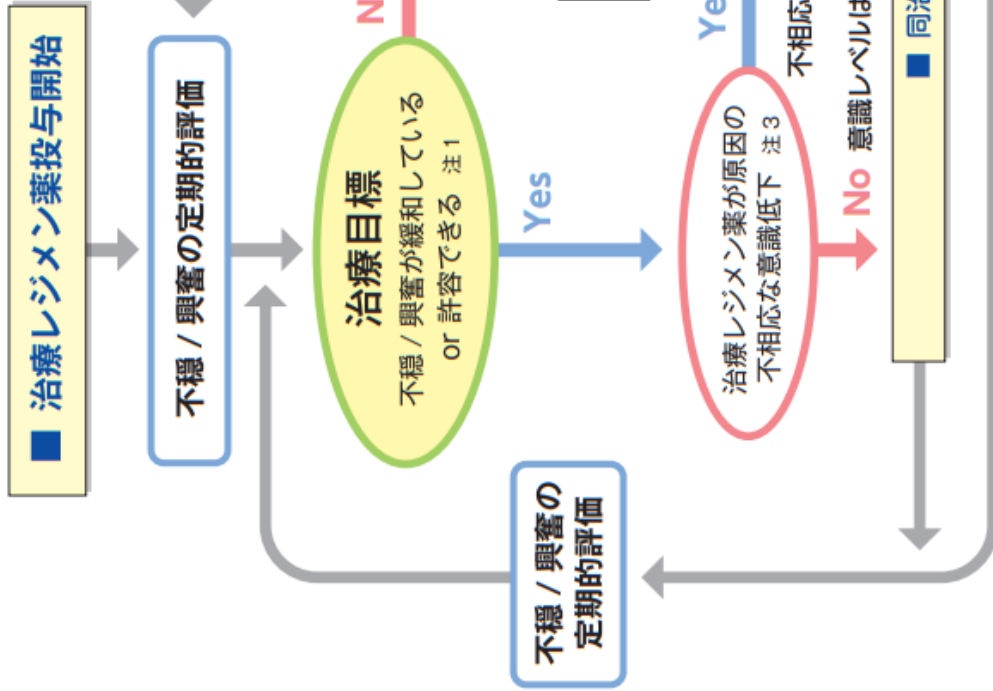 ■ 治療レジメン薬投与開始
不穏 / 興奮の定期的評価
治療目標
不穏 / 興奮が緩和している
or 許容できる 注1
N
Yes
治療レジメン薬が原因の
不相応な意識低下 注3
Ye
不相応
No 意識レベルは
■ 同治
不穏 / 興奮の
定期的評価